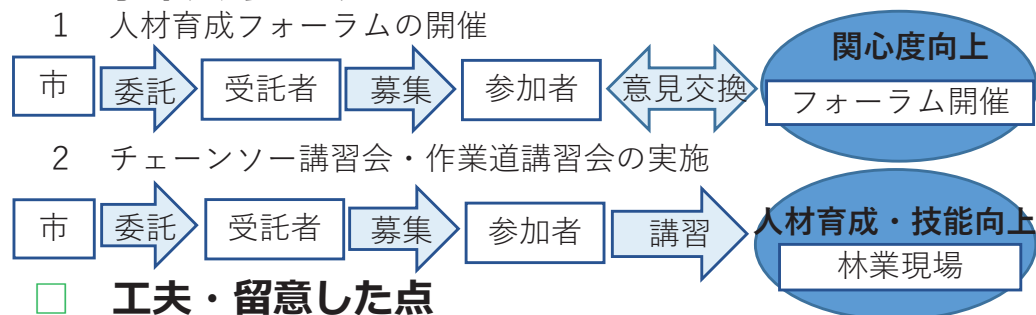 1 人材育成フォーラムの開催
市 委託 受託者 募集 参加者 意見交換 関心度向上 フォーラム開催
2 チェーンソー講習会・作業道講習会の実施
市 委託 受託者 募集 参加者 講習 人材育成・技能向上 林業現場
□ 工夫・留意した点